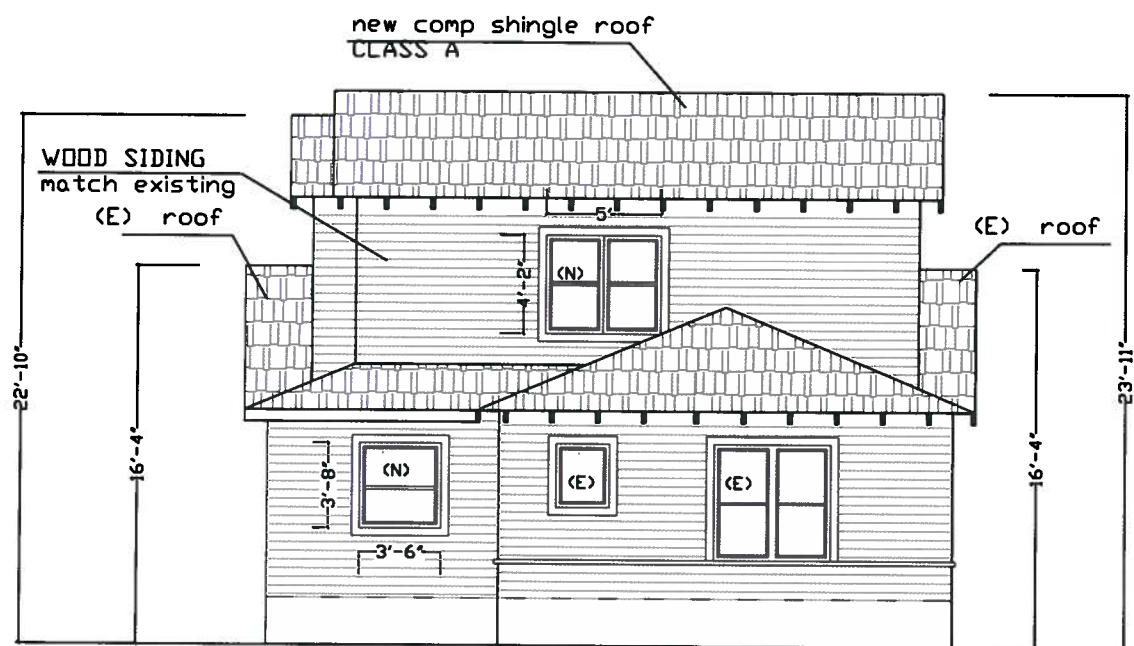 new comp shingle roof
CLASS A
WOOD SIDING
match existing
(E) roof
(E) roof
5'
(N)
4'-2"
22'-10"
23'-11"
16'-4"
16'-4"
(N)
3'-8"
3'-6"
(E)
(E)